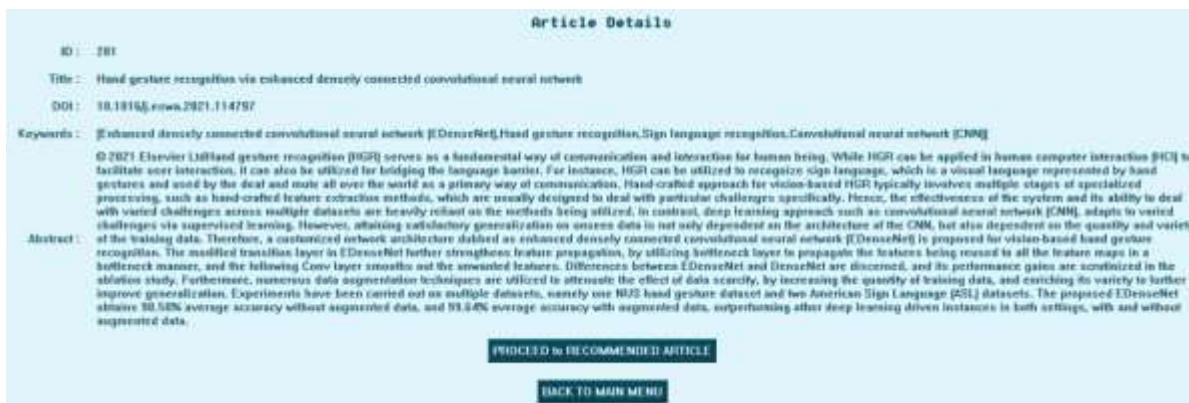 Article Details
ID : 281
Title : Hand gesture recognition via enhanced densely connected convolutional neural network
DOI : 10.1016/j.eswa.2021.114797
Keywords : [Enhanced densely connected convolutional neural network (EDenseNet),Hand gesture recognition,Sign language recognition,Convolutional neural network (CNN)]
© 2021 Elsevier LtdHand gesture recognition (HGR) serves as a fundamental way of communication and interaction for human being. While HGR can be applied in human computer interaction (HCI) to
facilitate user interaction, it can also be utilized for bridging the language barrier. For instance, HGR can be utilized to recognize sign language, which is a visual language represented by hand
gestures and used by the deaf and mute all over the world as a primary way of communication. Hand-crafted approach for vision-based HGR typically involves multiple stages of specialized
processing, such as hand-crafted feature extraction methods, which are usually designed to deal with particular challenges specifically. Hence, the effectiveness of the system and its ability to deal
with varied challenges across multiple datasets are heavily reliant on the methods being utilized. In contrast, deep learning approach such as convolutional neural network (CNN), adapts to varied
challenges via supervised learning. However, attaining satisfactory generalization on unseen data is not only dependent on the architecture of the CNN, but also dependent on the quantity and variety
Abstract : of the training data. Therefore, a customized network architecture dubbed as enhanced densely connected convolutional neural network (EDenseNet) is proposed for vision-based hand gesture
recognition. The modified transition layer in EDenseNet further strengthens feature propagation, by utilizing bottleneck layer to propagate the features being reused to all the feature maps in a
bottleneck manner, and the following Conv layer smooths out the unwanted features. Differences between EDenseNet and DenseNet are discerned, and its performance gains are scrutinized in the
ablation study. Furthermore, numerous data augmentation techniques are utilized to attenuate the effect of data scarcity, by increasing the quantity of training data, and enriching its variety to further
improve generalization. Experiments have been carried out on multiple datasets, namely one NUS hand gesture dataset and two American Sign Language (ASL) datasets. The proposed EDenseNet
obtains 98.50% average accuracy without augmented data, and 99.64% average accuracy with augmented data, outperforming other deep learning driven instances in both settings, with and without
augmented data.
PROCEED to RECOMMENDED ARTICLE
BACK TO MAIN MENU